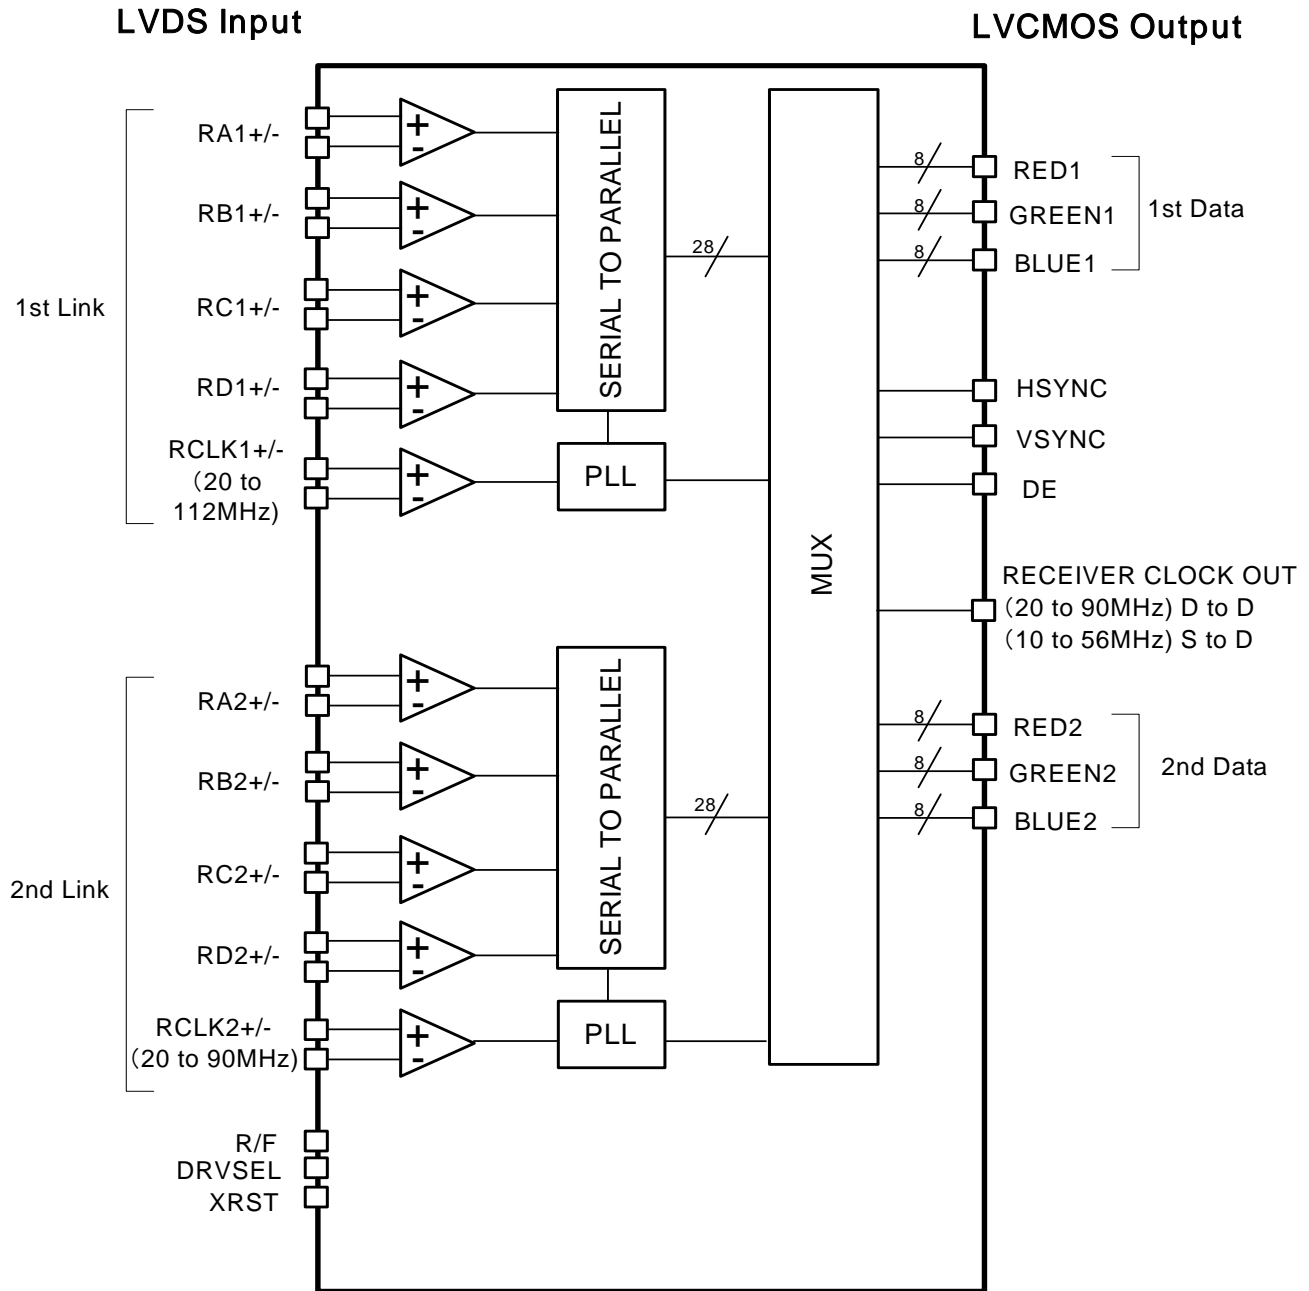 LVDS Input
LVCMOS Output
1st Link
RA1+/-
RB1+/-
RC1+/-
RD1+/-
RCLK1+/-
(20 to
112MHz)
+
-
+
-
+
-
+
-
+
-
SERIAL TO PARALLEL
PLL
28
MUX
8
RED1
8
GREEN1
8
BLUE1
1st Data
HSYNC
VSYNC
DE
RECEIVER CLOCK OUT
(20 to 90MHz) D to D
(10 to 56MHz) S to D
2nd Link
RA2+/-
RB2+/-
RC2+/-
RD2+/-
RCLK2+/-
(20 to 90MHz)
+
-
+
-
+
-
+
-
+
-
SERIAL TO PARALLEL
PLL
28
8
RED2
8
GREEN2
8
BLUE2
2nd Data
R/F
DRVSEL
XRST